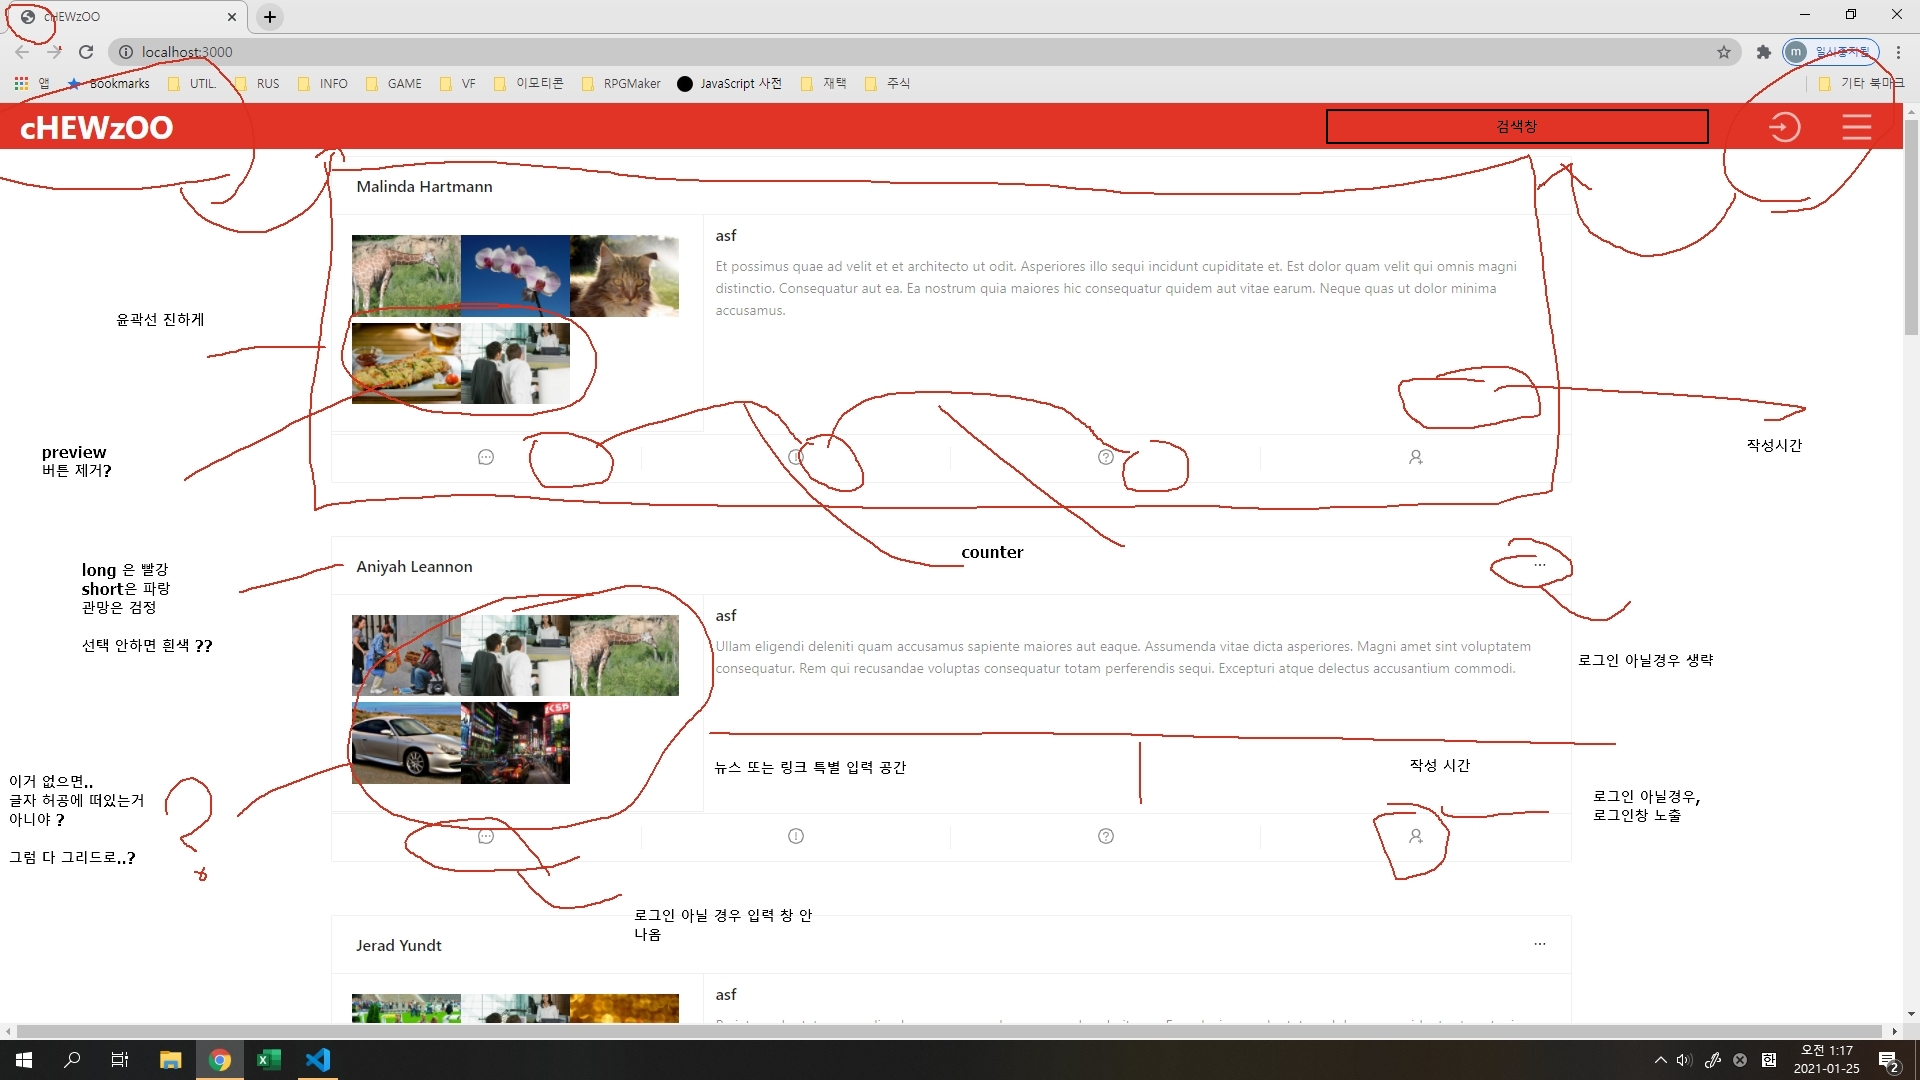 cHEWzOO
localhost:3000
m 일시중지됨
앱 Bookmarks UTIL. RUS INFO GAME VF 이모티콘 RPGMaker JavaScript 사전 재택 주식 기타 북마크
cHEWzOO
검색창
Malinda Hartmann
asf
Et possimus quae ad velit et et architecto ut odit. Asperiores illo sequi incidunt cupiditate et. Est dolor quam velit qui omnis magni
distinctio. Consequatur aut ea. Ea nostrum quia maiores hic consequatur quidem aut vitae earum. Neque quas ut dolor minima
accusamus.
윤곽선 진하게
preview
버튼 제거?
작성시간
counter
long 은 빨강
short은 파랑
관망은 검정
선택 안하면 흰색 ??
Aniyah Leannon
...
asf
Ullam eligendi deleniti quam accusamus sapiente maiores aut eaque. Assumenda vitae dicta asperiores. Magni amet sint voluptatem
consequatur. Rem qui recusandae voluptas consequatur totam perferendis sequi. Excepturi atque delectus accusantium commodi.
로그인 아닐경우 생략
뉴스 또는 링크 특별 입력 공간
작성 시간
이거 없으면..
글자 허공에 떠있는거
아니야 ?
그럼 다 그리드로..?
로그인 아닐경우,
로그인창 노출
로그인 아닐 경우 입력 창 안
나옴
Jerad Yundt
...
asf
한
오전 1:17
2021-01-25
2